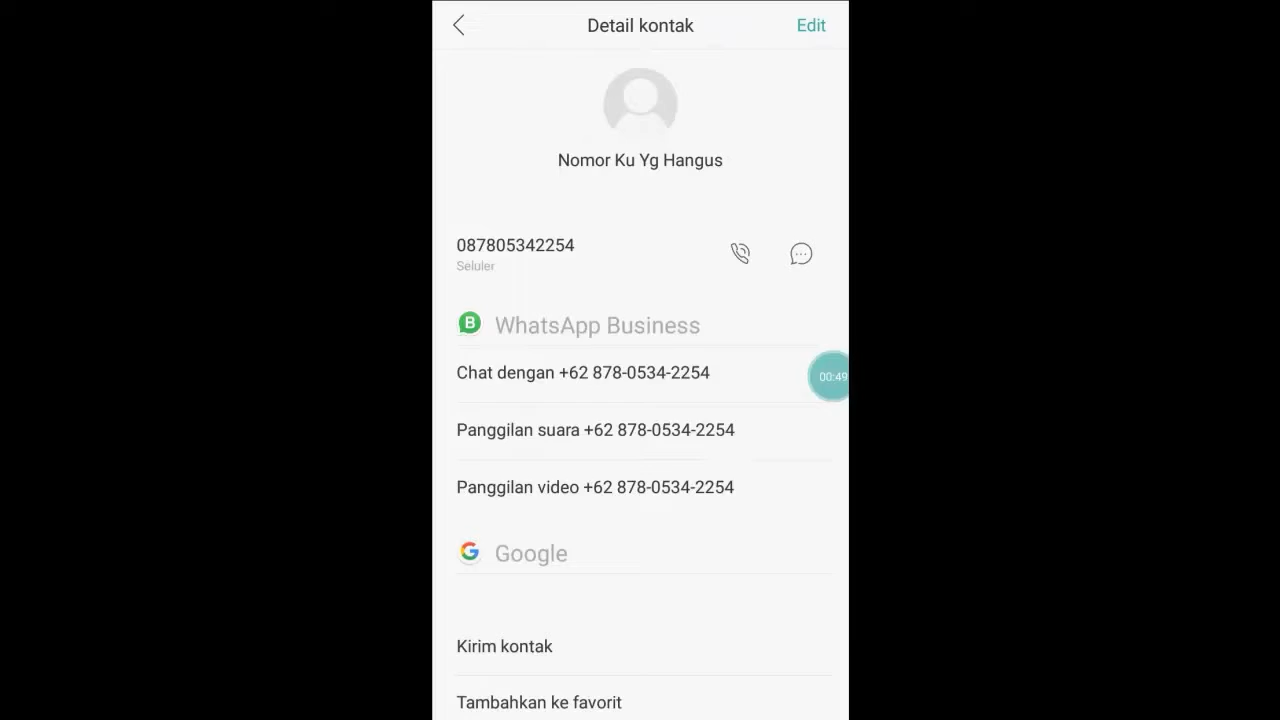 Detail kontak
Edit
Nomor Ku Yg Hangus
087805342254
Seluler
B
WhatsApp Business
Chat dengan +62 878-0534-2254
00:49
Panggilan suara +62 878-0534-2254
Panggilan video +62 878-0534-2254
G
Google
Kirim kontak
Tambahkan ke favorit